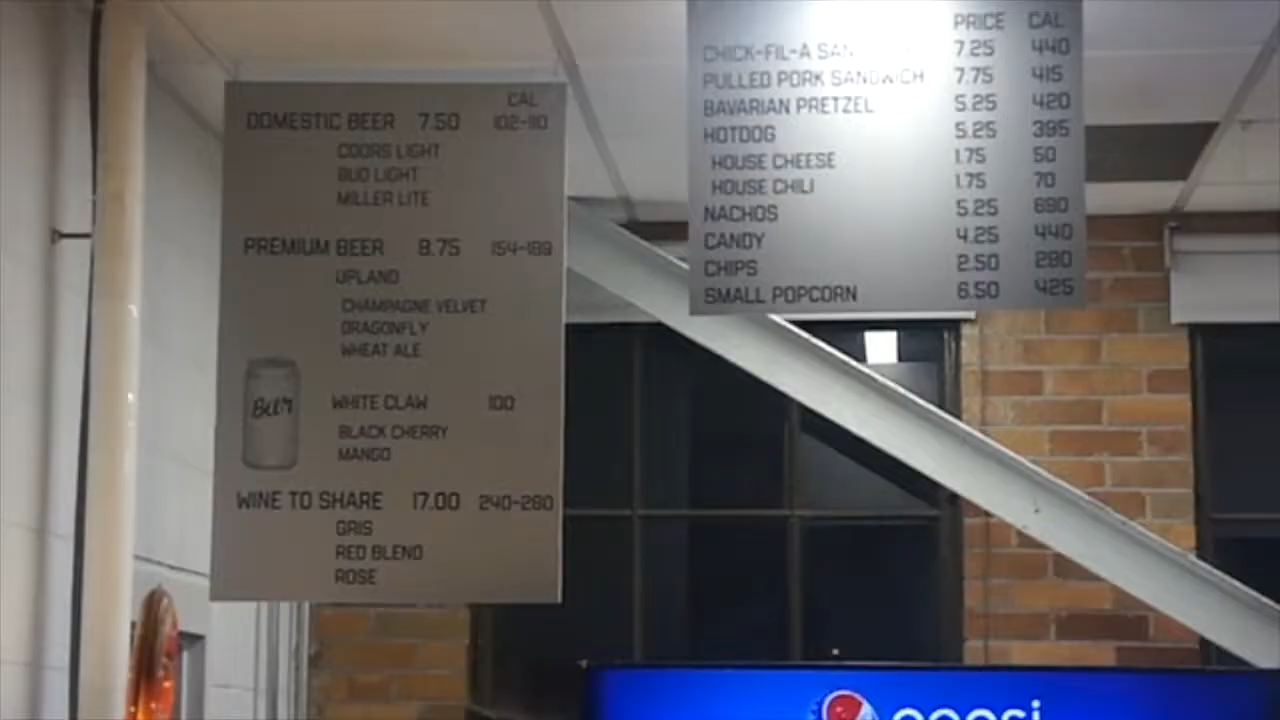 CAL
DOMESTIC BEER 7.50 102-110
COORS LIGHT
BUD LIGHT
MILLER LITE
PREMIUM BEER 8.75 154-189
UPLAND
CHAMPAGNE VELVET
DRAGONFLY
WHEAT ALE
Beer
WHITE CLAW 100
BLACK CHERRY
MANGO
WINE TO SHARE 17.00 240-280
GRIS
RED BLEND
ROSE
PRICE CAL
CHICK-FIL-A 7.25 440
PULLED PORK SANDWICH 7.75 415
BAVARIAN PRETZEL 5.25 420
HOTDOG 5.25 395
HOUSE CHEESE 1.75 50
HOUSE CHILI 1.75 70
NACHOS 5.25 690
CANDY 4.25 440
CHIPS 2.50 280
SMALL POPCORN 6.50 425
pepsi